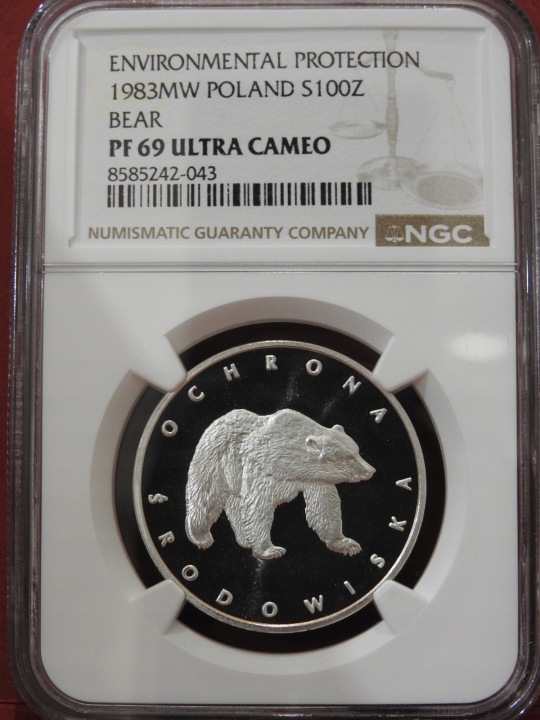 ENVIRONMENTAL PROTECTION
1983MW POLAND S100Z
BEAR
PF 69 ULTRA CAMEO
8585242-043
NUMISMATIC GUARANTY COMPANY NGC
OCHRONA
ŚRODOWISKA